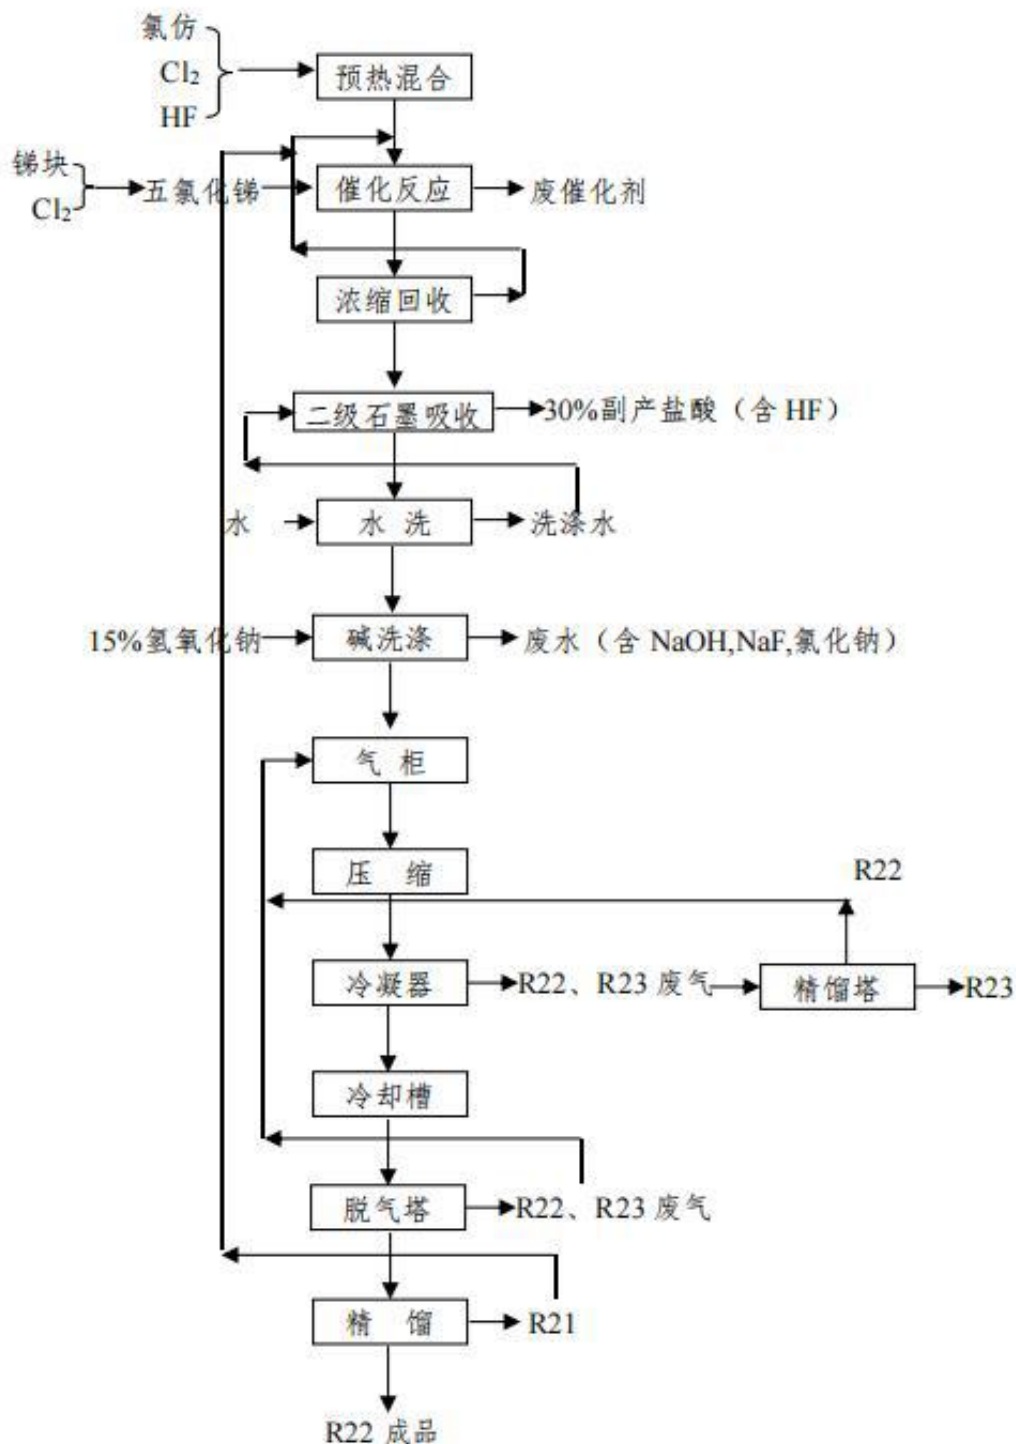 氯仿
Cl₂
HF
预热混合
锑块
Cl₂
五氯化锑
催化反应
废催化剂
浓缩回收
二级石墨吸收
30%副产盐酸（含 HF）
水
水 洗
洗涤水
15%氢氧化钠
碱洗涤
废水（含 NaOH,NaF,氯化钠）
气 柜
压 缩
R22
冷凝器
R22、R23 废气
精馏塔
R23
冷却槽
脱气塔
R22、R23 废气
精 馏
R21
R22 成品